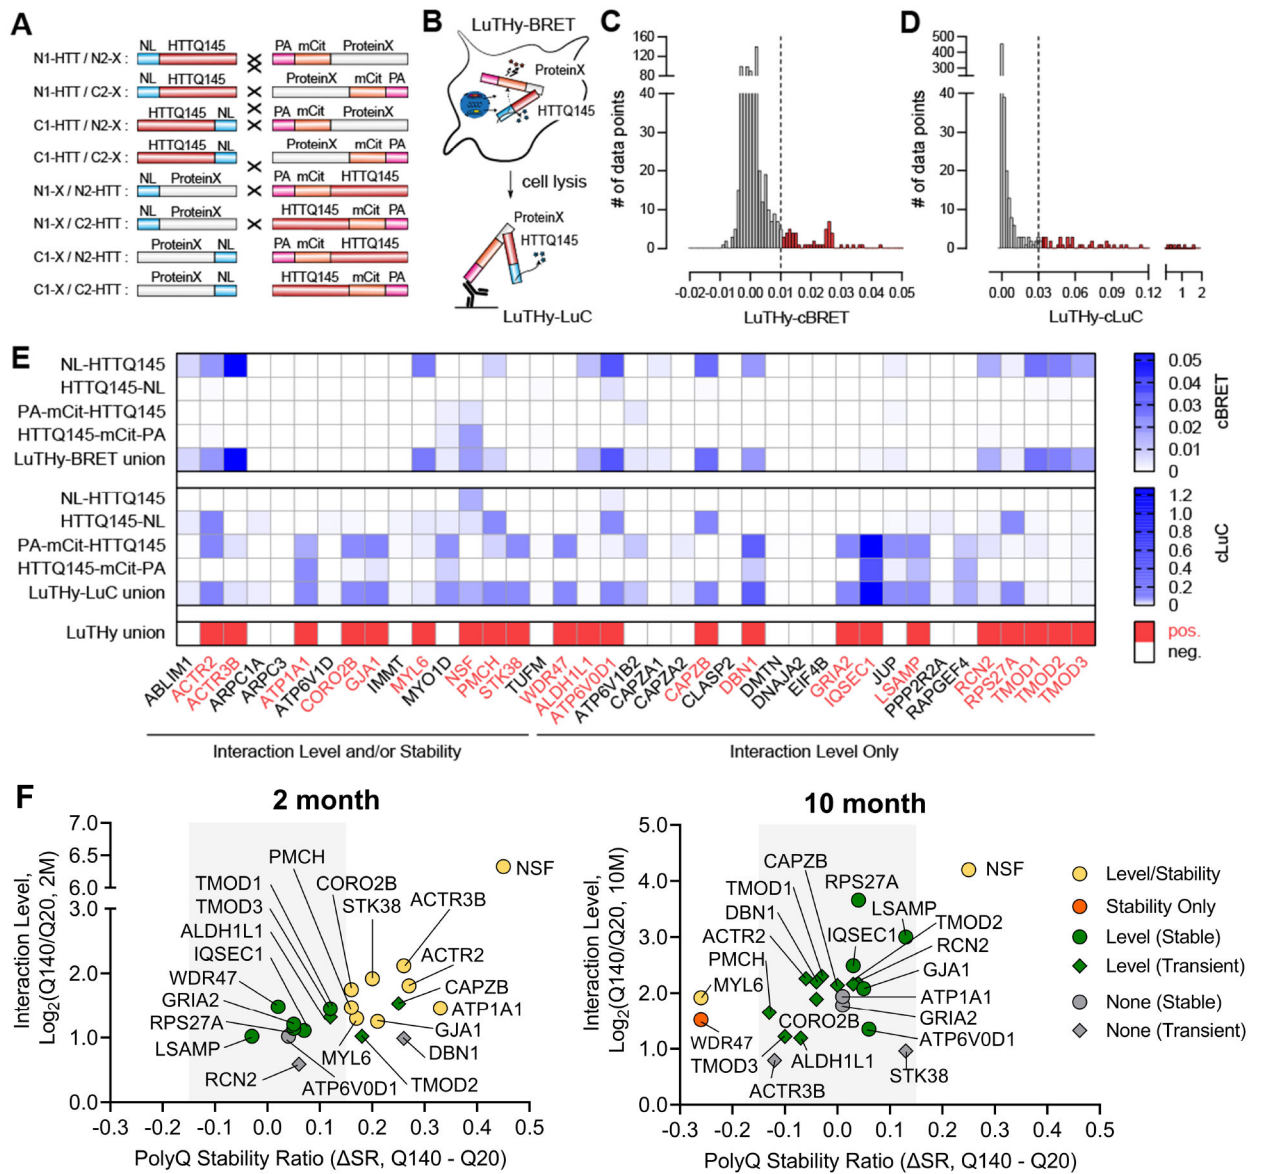 A
NL HTTQ145 PA mCit ProteinX
N1-HTT / N2-X :
NL HTTQ145 ProteinX mCit PA
N1-HTT / C2-X :
HTTQ145 NL PA mCit ProteinX
C1-HTT / N2-X :
HTTQ145 NL ProteinX mCit PA
C1-HTT / C2-X :
NL ProteinX PA mCit HTTQ145
N1-X / N2-HTT :
NL ProteinX HTTQ145 mCit PA
N1-X / C2-HTT :
ProteinX NL PA mCit HTTQ145
C1-X / N2-HTT :
ProteinX NL HTTQ145 mCit PA
C1-X / C2-HTT :
B
LuTHy-BRET
ProteinX
HTTQ145
cell lysis
ProteinX
HTTQ145
LuTHy-LuC
C
# of data points
160
120
80
40
30
20
10
0
-0.02 -0.01 0.00 0.01 0.02 0.03 0.04 0.05
LuTHy-cBRET
D
# of data points
500
400
300
40
30
20
10
0
0.00 0.03 0.06 0.09 0.12 1 2
LuTHy-cLuC
E
NL-HTTQ145
HTTQ145-NL
PA-mCit-HTTQ145
HTTQ145-mCit-PA
LuTHy-BRET union
NL-HTTQ145
HTTQ145-NL
PA-mCit-HTTQ145
HTTQ145-mCit-PA
LuTHy-LuC union
LuTHy union
0.05
0.04
0.03
0.02
0.01
0
cBRET
1.2
1.0
0.8
0.6
0.4
0.2
0
cLuC
pos.
neg.
ABLIM1
ACTR2
ACTR3B
ARPC1A
ARPC3
ATP1A1
ATP6V1D
CORO2B
GJA1
IMMT
MYL6
MYO1D
NSF
PMCH
STK38
TUFM
WDR47
ALDH1L1
ATP6V0D1
ATP6V1B2
CAPZA1
CAPZA2
CAPZB
CLASP2
DBN1
DMTN
DNAJA2
EIF4B
GRIA2
IQSEC1
JUP
LSAMP
PPP2R2A
RAPGEF4
RCN2
RPS27A
TMOD1
TMOD2
TMOD3
Interaction Level and/or Stability
Interaction Level Only
F
2 month
Interaction Level,
Log2(Q140/Q20, 2M)
7.0
6.5
6.0
3.0
2.0
1.0
0.0
NSF
PMCH
TMOD1
CORO2B
ACTR3B
TMOD3
STK38
ALDH1L1
IQSEC1
ACTR2
WDR47
CAPZB
GRIA2
ATP1A1
RPS27A
GJA1
LSAMP
MYL6
DBN1
RCN2
ATP6V0D1
TMOD2
-0.3 -0.2 -0.1 0.0 0.1 0.2 0.3 0.4 0.5
PolyQ Stability Ratio (ΔSR, Q140 - Q20)
10 month
Interaction Level,
Log2(Q140/Q20, 10M)
5.0
4.0
3.0
2.0
1.0
0.0
CAPZB
NSF
RPS27A
TMOD1
LSAMP
DBN1
TMOD2
ACTR2
IQSEC1
RCN2
PMCH
GJA1
MYL6
ATP1A1
CORO2B
GRIA2
WDR47
ATP6V0D1
TMOD3
ALDH1L1
STK38
ACTR3B
-0.3 -0.2 -0.1 0.0 0.1 0.2 0.3 0.4 0.5
PolyQ Stability Ratio (ΔSR, Q140 - Q20)
Level/Stability
Stability Only
Level (Stable)
Level (Transient)
None (Stable)
None (Transient)